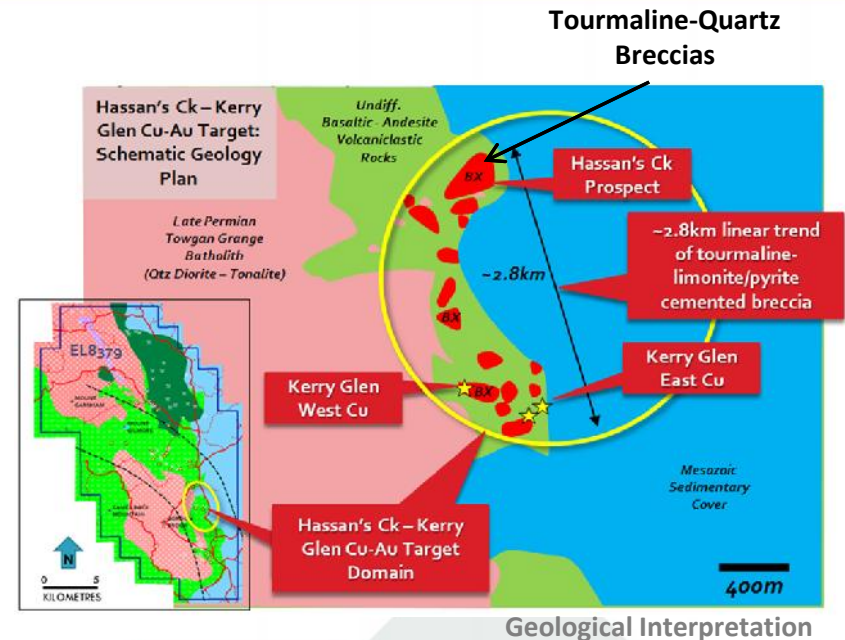 Tourmaline-Quartz
Breccias
Hassan's Ck – Kerry
Glen Cu-Au Target:
Schematic Geology
Plan
Undiff.
Basaltic - Andesite
Volcaniclastic
Rocks
BX
Hassan's Ck
Prospect
Late Permian
Towgan Grange
Batholith
(Qtz Diorite – Tonalite)
~2.8km
~2.8km linear trend
of tourmaline-
limonite/pyrite
cemented breccia
BX
EL8379
Kerry Glen
West Cu
BX
Kerry Glen
East Cu
Mesozoic
Sedimentary
Cover
Hassan's Ck – Kerry
Glen Cu-Au Target
Domain
N
0 5
KILOMETRES
400m
Geological Interpretation